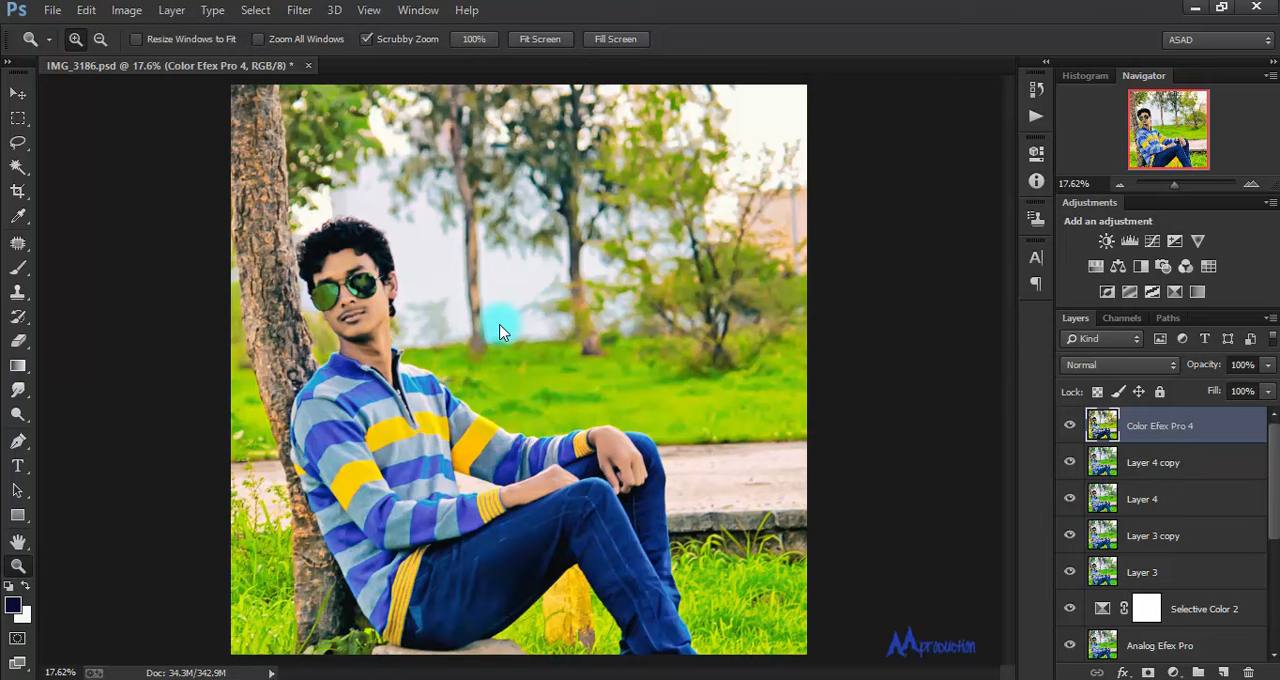 Ps File Edit Image Layer Type Select Filter 3D View Window Help
Resize Windows to Fit Zoom All Windows Scrubby Zoom 100% Fit Screen Fill Screen ASAD
IMG_3186.psd @ 17.6% (Color Efex Pro 4, RGB/8) *
Histogram Navigator
17.62%
Adjustments
Add an adjustment
Layers Channels Paths
Kind
Normal Opacity: 100%
Lock: Fill: 100%
Color Efex Pro 4
Layer 4 copy
Layer 4
Layer 3 copy
Layer 3
Selective Color 2
Analog Efex Pro
production
17.62% Doc: 34.3M/342.9M